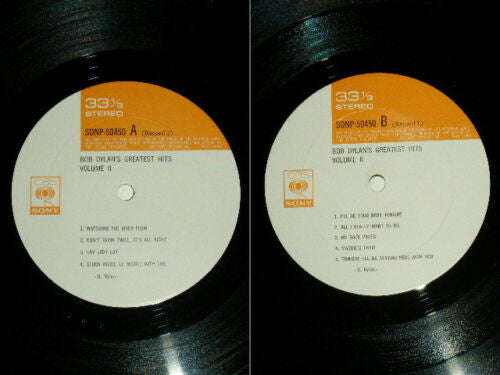 33 1/3
STEREO
SONP-50450 A (Record 1)
BOB DYLAN'S GREATEST HITS
VOLUME II
CBS
SONY
1. WATCHING THE RIVER FLOW
2. DON'T THINK TWICE, IT'S ALL RIGHT
3. LAY LADY LAY
4. STUCK INSIDE OF MOBILE WITH THE
-B. Dylan-
33 1/3
STEREO
SONP-50450 B (Record 1)
BOB DYLAN'S GREATEST HITS
VOLUME II
CBS
SONY
1. I'LL BE YOUR BABY TONIGHT
2. ALL I REALLY WANT TO DO
3. MY BACK PAGES
4. MAGGIE'S FARM
5. TONIGHT I'LL BE STAYING HERE WITH YOU
-B. Dylan-